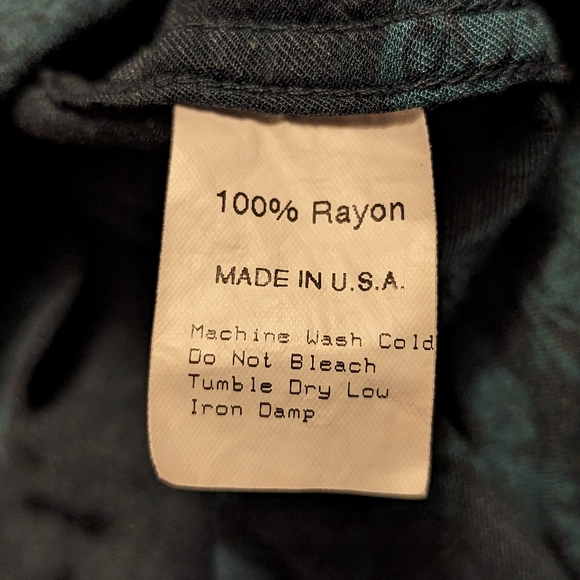 100% Rayon
MADE IN U.S.A.
Machine Wash Cold
Do Not Bleach
Tumble Dry Low
Iron Damp